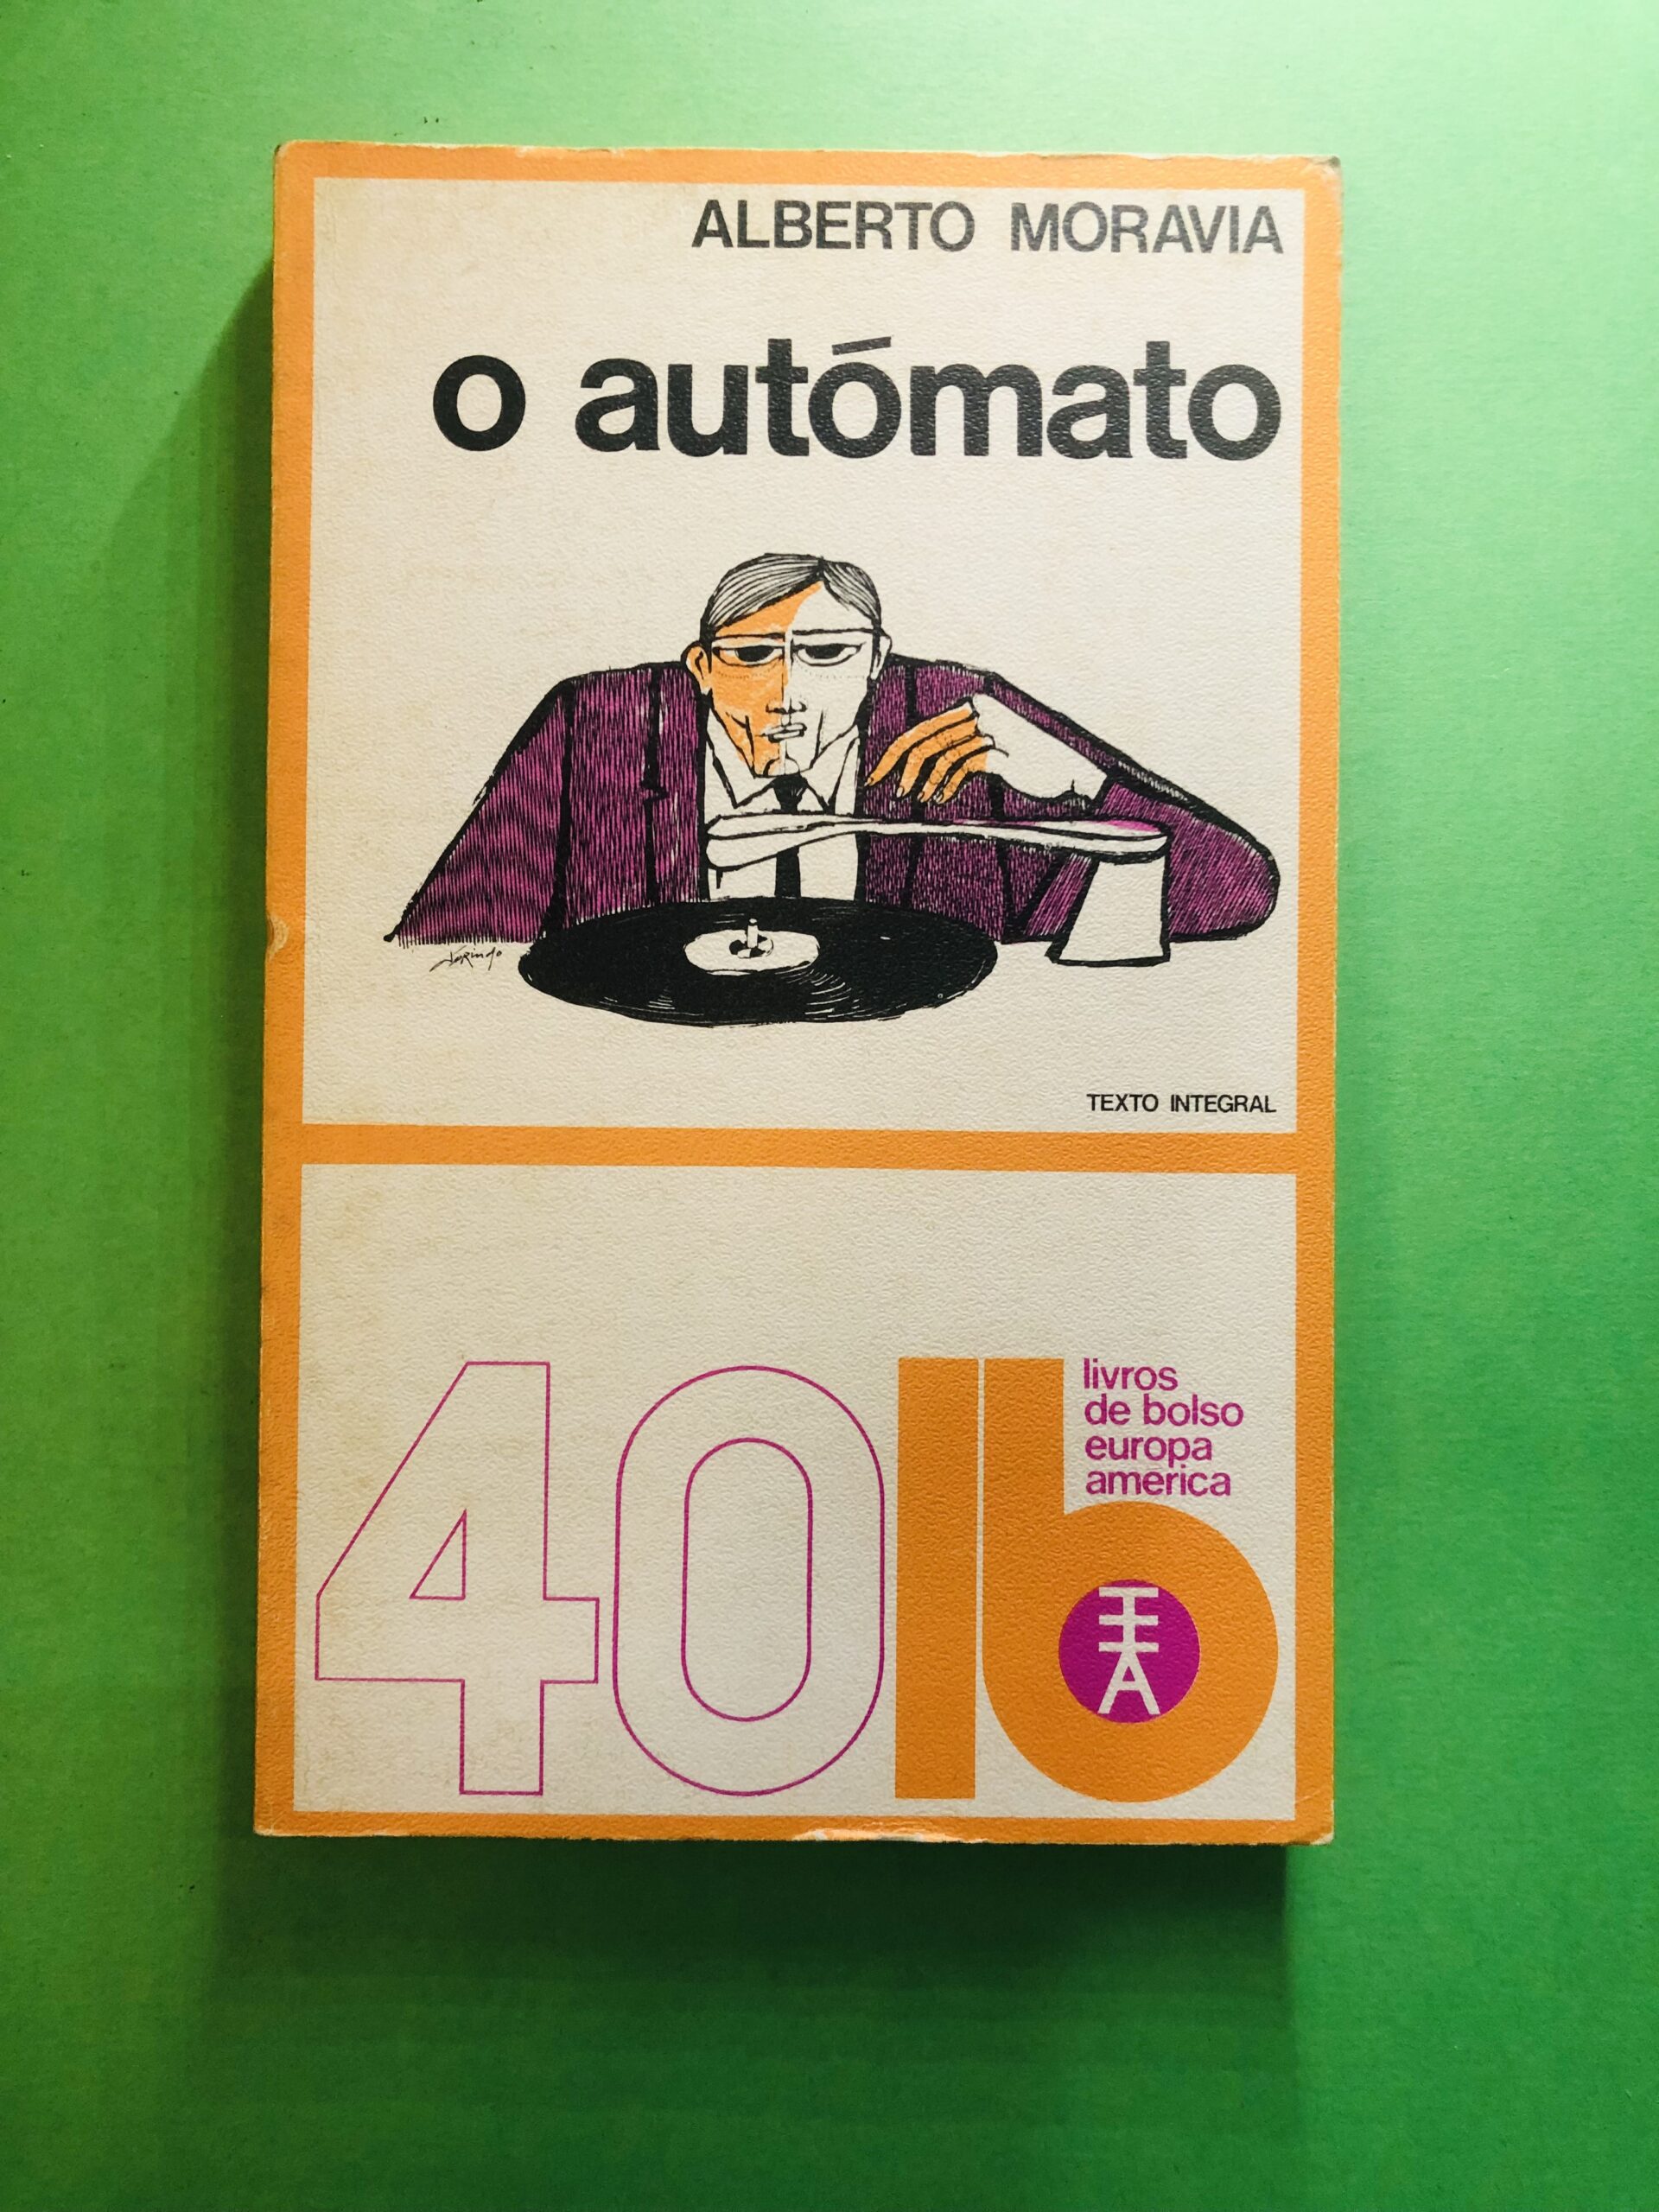 ALBERTO MORAVIA
o autómato
TEXTO INTEGRAL
40 lb
livros
de bolso
europa
america